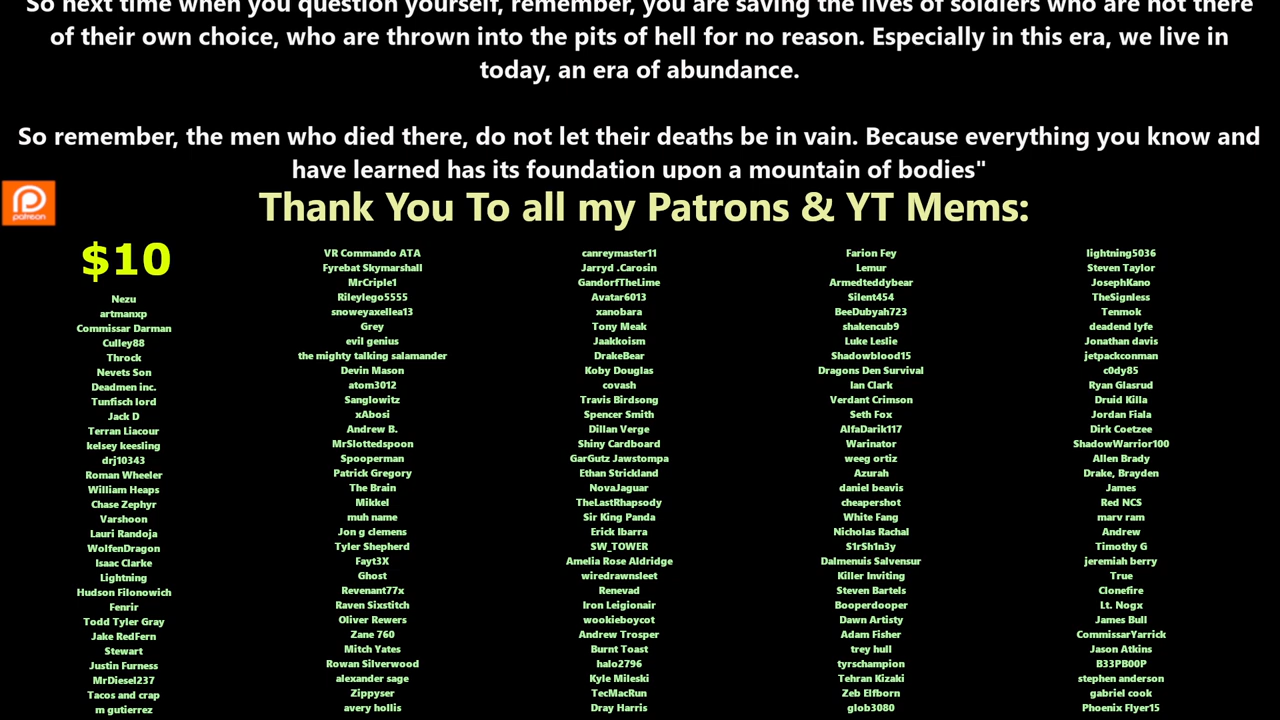 So next time when you question yourself, remember, you are saving the lives of soldiers who are not there
of their own choice, who are thrown into the pits of hell for no reason. Especially in this era, we live in
today, an era of abundance.
So remember, the men who died there, do not let their deaths be in vain. Because everything you know and
have learned has its foundation upon a mountain of bodies"
patreon
Thank You To all my Patrons & YT Mems:
$10
Nezu
artmanxp
Commissar Darman
Culley88
Throck
Nevets Son
Deadmen inc.
Tunfisch lord
Jack D
Terran Liacour
kelsey keesling
drj10343
Roman Wheeler
William Heaps
Chase Zephyr
Varshoon
Lauri Randoja
WolfenDragon
Isaac Clarke
Lightning
Hudson Filonowich
Fenrir
Todd Tyler Gray
Jake RedFern
Stewart
Justin Furness
MrDiesel237
Tacos and crap
m gutierrez
VR Commando ATA
Fyrebat Skymarshall
MrCriple1
Rileylego5555
snoweyaxellea13
Grey
evil genius
the mighty talking salamander
Devin Mason
atom3012
Sanglowitz
xAbosi
Andrew B.
MrSlottedspoon
Spooperman
Patrick Gregory
The Brain
Mikkel
muh name
Jon g clemens
Tyler Shepherd
Fayt3X
Ghost
Revenant77x
Raven Sixstitch
Oliver Rewers
Zane 760
Mitch Yates
Rowan Silverwood
alexander sage
Zippyser
avery hollis
canreymaster11
Jarryd .Carosin
GandorfTheLime
Avatar6013
xanobara
Tony Meak
Jaakkoism
DrakeBear
Koby Douglas
covash
Travis Birdsong
Spencer Smith
Dillan Verge
Shiny Cardboard
GarGutz Jawstompa
Ethan Strickland
NovaJaguar
TheLastRhapsody
Sir King Panda
Erick Ibarra
SW_TOWER
Amelia Rose Aldridge
wiredrawnsleet
Renevad
Iron Leigionair
wookieboycot
Andrew Trosper
Burnt Toast
halo2796
Kyle Mileski
TecMacRun
Dray Harris
Farion Fey
Lemur
Armedteddybear
Silent454
BeeDubyah723
shakencub9
Luke Leslie
Shadowblood15
Dragons Den Survival
Ian Clark
Verdant Crimson
Seth Fox
AlfaDarik117
Warinator
weeg ortiz
Azurah
daniel beavis
cheapershot
White Fang
Nicholas Rachal
S1rSh1n3y
Dalmenuis Salvensur
Killer Inviting
Steven Bartels
Booperdooper
Dawn Artisty
Adam Fisher
trey hull
tyrschampion
Tehran Kizaki
Zeb Elfborn
glob3080
lightning5036
Steven Taylor
JosephKano
TheSignless
Tenmok
deadend lyfe
Jonathan davis
jetpackconman
c0dy85
Ryan Glasrud
Druid Killa
Jordan Fiala
Dirk Coetzee
ShadowWarrior100
Allen Brady
Drake, Brayden
James
Red NCS
marv ram
Andrew
Timothy G
jeremiah berry
True
Clonefire
Lt. Nogx
James Bull
CommissarYarrick
Jason Atkins
B33PB00P
stephen anderson
gabriel cook
Phoenix Flyer15